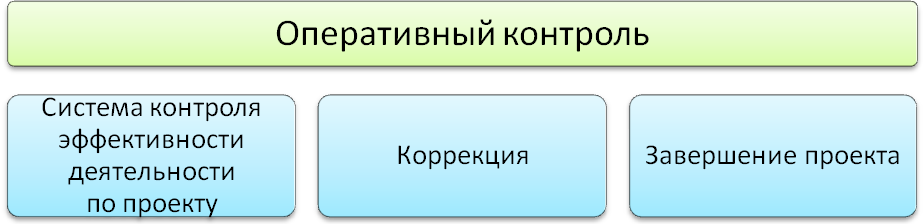 Оперативный контроль
Система контроля
эффективности
деятельности
по проекту
Коррекция
Завершение проекта